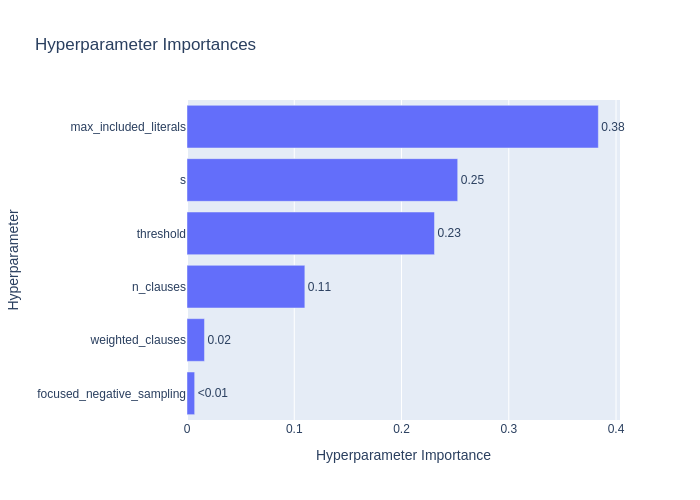 Hyperparameter Importances
max_included_literals 0.38
s 0.25
threshold 0.23
n_clauses 0.11
weighted_clauses 0.02
focused_negative_sampling <0.01
Hyperparameter
0 0.1 0.2 0.3 0.4
Hyperparameter Importance